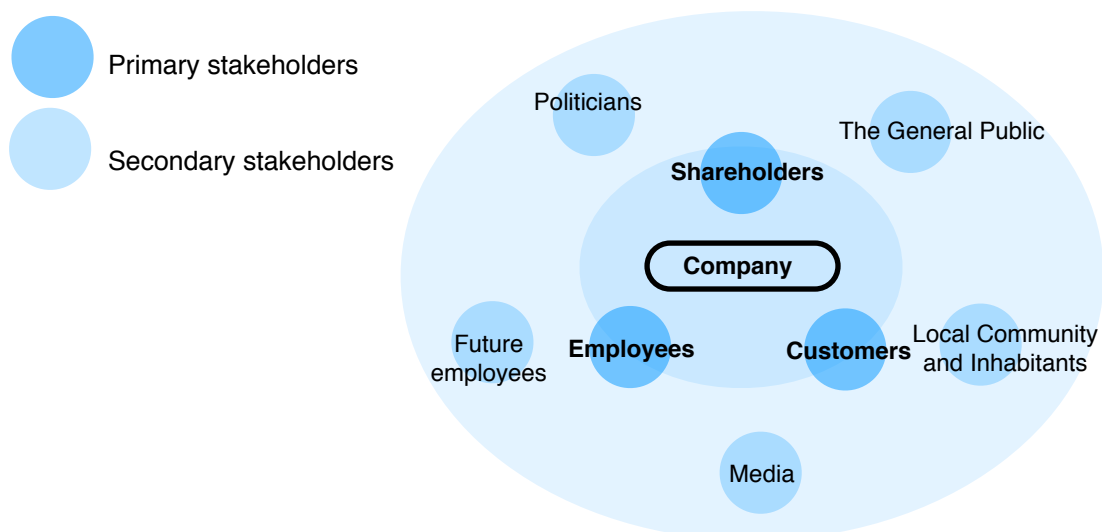 Primary stakeholders
Secondary stakeholders
Politicians
The General Public
Shareholders
Company
Future
employees
Employees
Customers
Local Community
and Inhabitants
Media